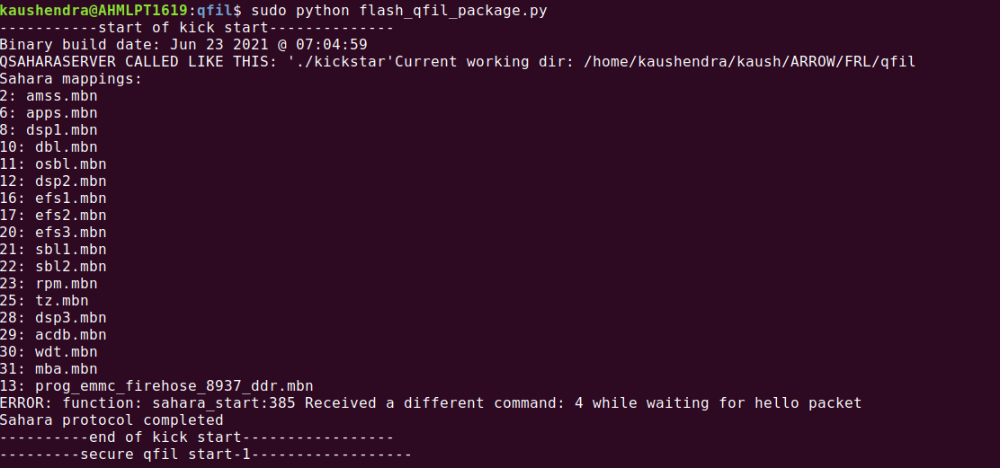 kaushendra@AHMLPT1619:qfil$ sudo python flash_qfil_package.py
-----------start of kick start--------------
Binary build date: Jun 23 2021 @ 07:04:59
QSAHARASERVER CALLED LIKE THIS: './kickstar'Current working dir: /home/kaushendra/kaush/ARROW/FRL/qfil
Sahara mappings:
2: amss.mbn
6: apps.mbn
8: dsp1.mbn
10: dbl.mbn
11: osbl.mbn
12: dsp2.mbn
16: efs1.mbn
17: efs2.mbn
20: efs3.mbn
21: sbl1.mbn
22: sbl2.mbn
23: rpm.mbn
25: tz.mbn
28: dsp3.mbn
29: acdb.mbn
30: wdt.mbn
31: mba.mbn
13: prog_emmc_firehose_8937_ddr.mbn
ERROR: function: sahara_start:385 Received a different command: 4 while waiting for hello packet
Sahara protocol completed
----------end of kick start-----------------
---------secure qfil start-1------------------